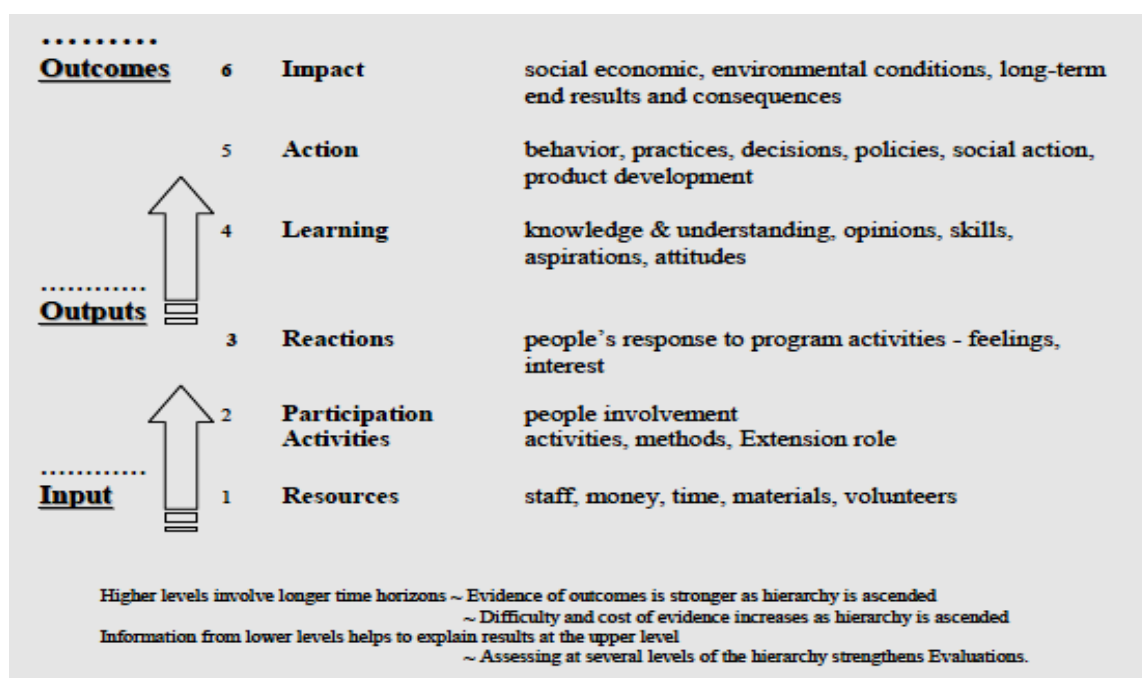 ………
Outcomes 6 Impact social economic, environmental conditions, long-term
end results and consequences
5 Action behavior, practices, decisions, policies, social action,
product development
4 Learning knowledge & understanding, opinions, skills,
aspirations, attitudes
…………
Outputs
3 Reactions people's response to program activities - feelings,
interest
2 Participation people involvement
Activities activities, methods, Extension role
…………
Input 1 Resources staff, money, time, materials, volunteers
Higher levels involve longer time horizons ~ Evidence of outcomes is stronger as hierarchy is ascended
~ Difficulty and cost of evidence increases as hierarchy is ascended
Information from lower levels helps to explain results at the upper level
~ Assessing at several levels of the hierarchy strengthens Evaluations.